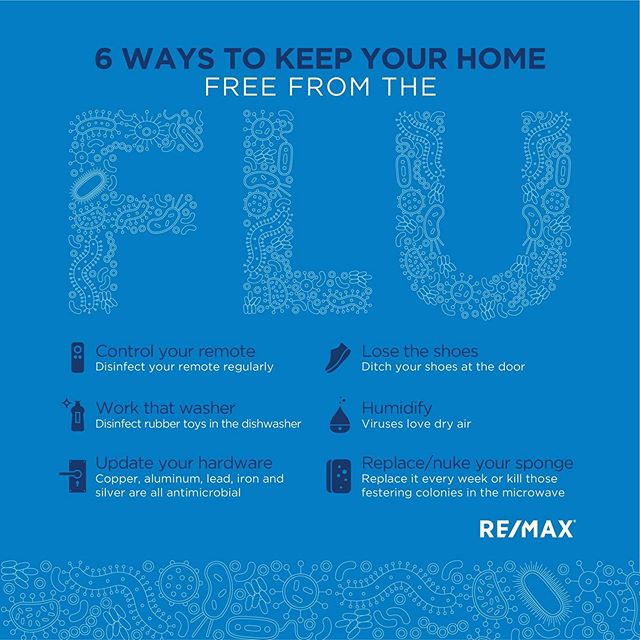 6 WAYS TO KEEP YOUR HOME
FREE FROM THE
FLU
Control your remote
Disinfect your remote regularly
Lose the shoes
Ditch your shoes at the door
Work that washer
Disinfect rubber toys in the dishwasher
Humidify
Viruses love dry air
Update your hardware
Copper, aluminum, lead, iron and
silver are all antimicrobial
Replace/nuke your sponge
Replace it every week or kill those
festering colonies in the microwave
RE/MAX